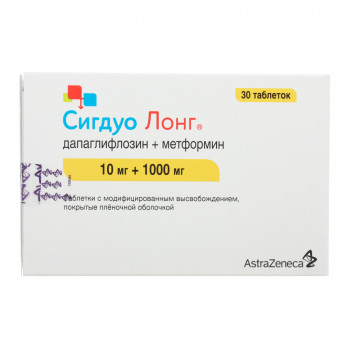 30 таблеток
Сигдуо Лонг®
дапаглифлозин + метформин
10 мг + 1000 мг
таблетки с модифицированным высвобождением,
покрытые плёночной оболочкой
AstraZeneca